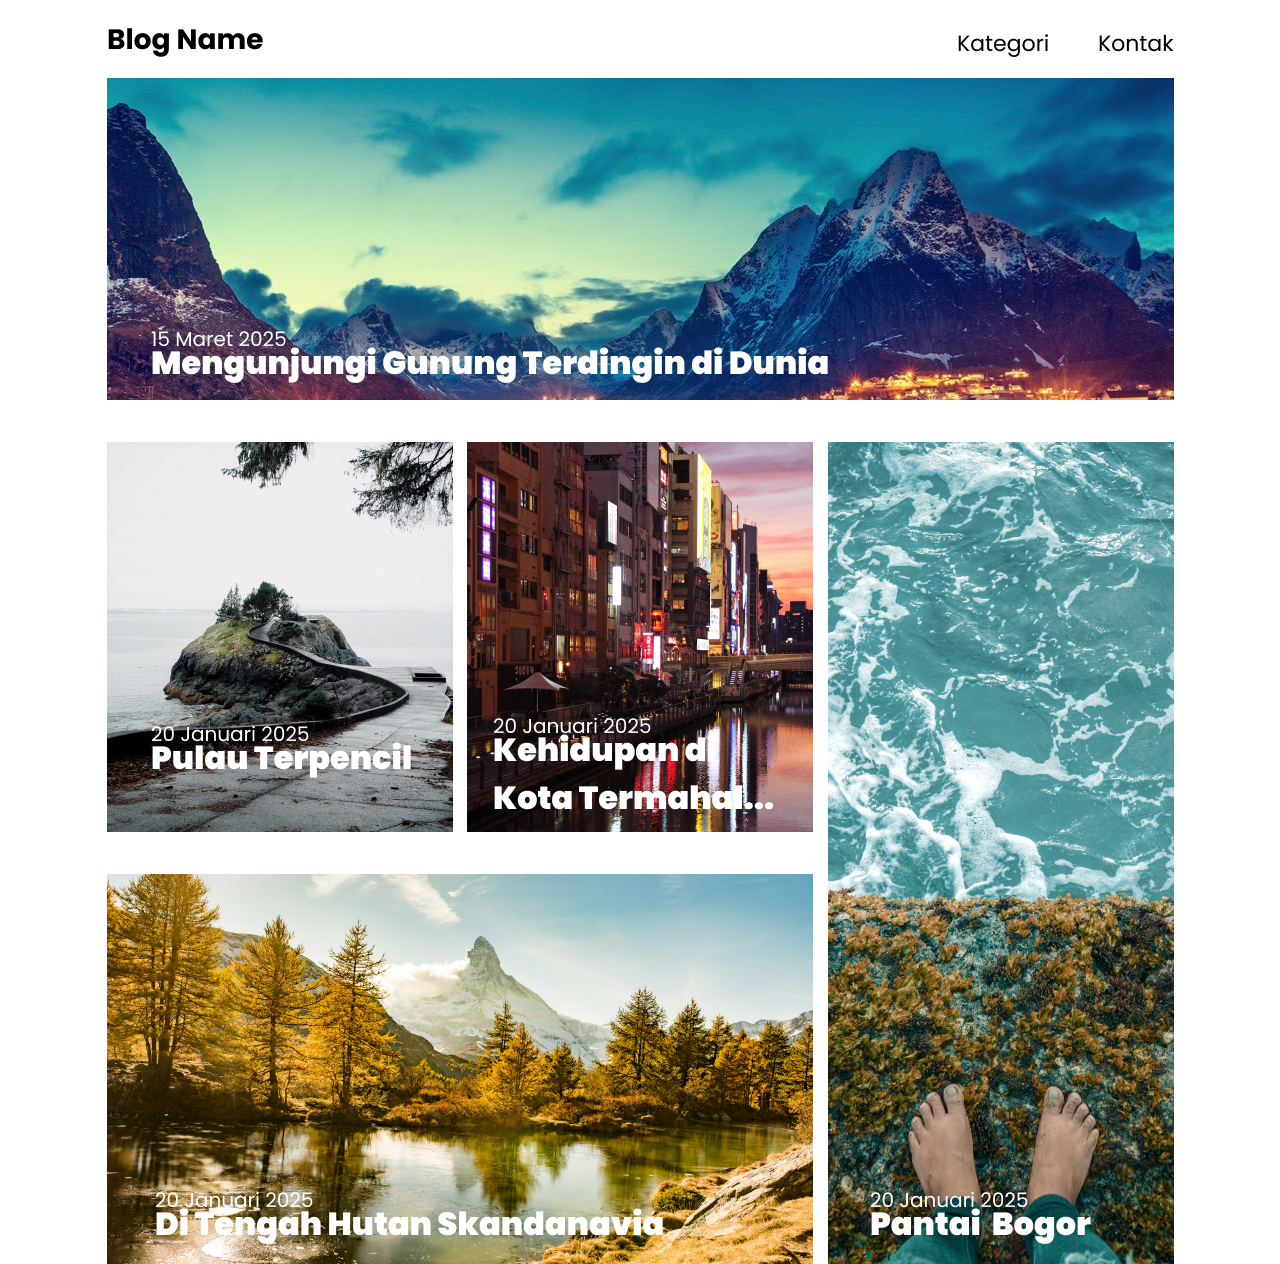 Blog Name
Kategori
Kontak
15 Maret 2025
Mengunjungi Gunung Terdingin di Dunia
20 Januari 2025
Pulau Terpencil
20 Januari 2025
Kehidupan di
Kota Termahal...
20 Januari 2025
Di Tengah Hutan Skandanavia
20 Januari 2025
Pantai Bogor